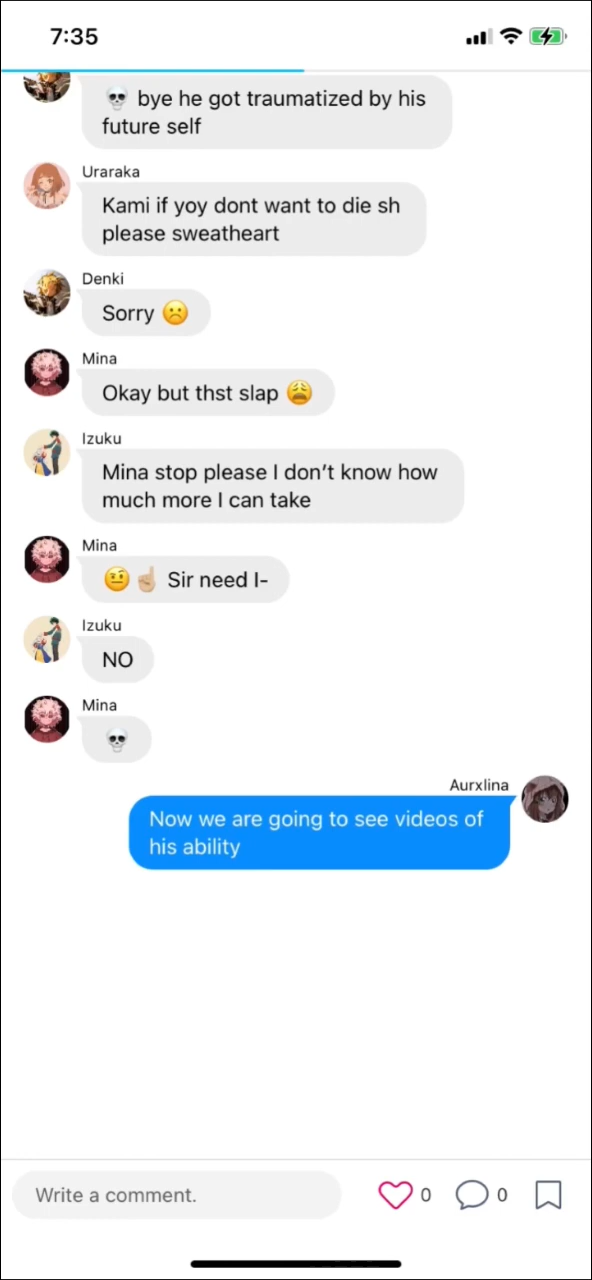 7:35
💀 bye he got traumatized by his
future self
Uraraka
Kami if yoy dont want to die sh
please sweatheart
Denki
Sorry ☹️
Mina
Okay but thst slap 😩
Izuku
Mina stop please I don’t know how
much more I can take
Mina
🤨☝🏼 Sir need I-
Izuku
NO
Mina
💀
Aurxlina
Now we are going to see videos of
his ability
Write a comment.
0
0